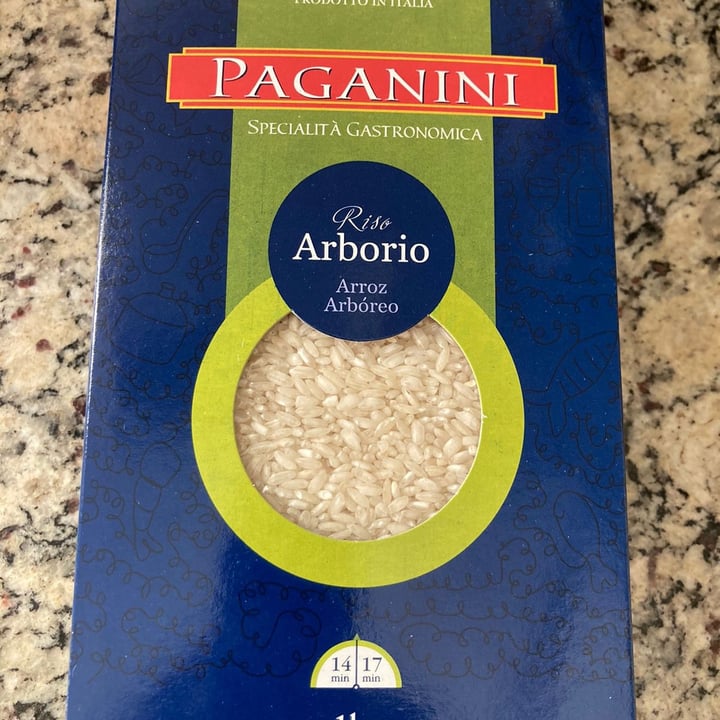 PRODOTTO IN ITALIA
PAGANINI
SPECIALITÀ GASTRONOMICA
Riso
Arborio
Arroz
Arbóreo
14 17
min min